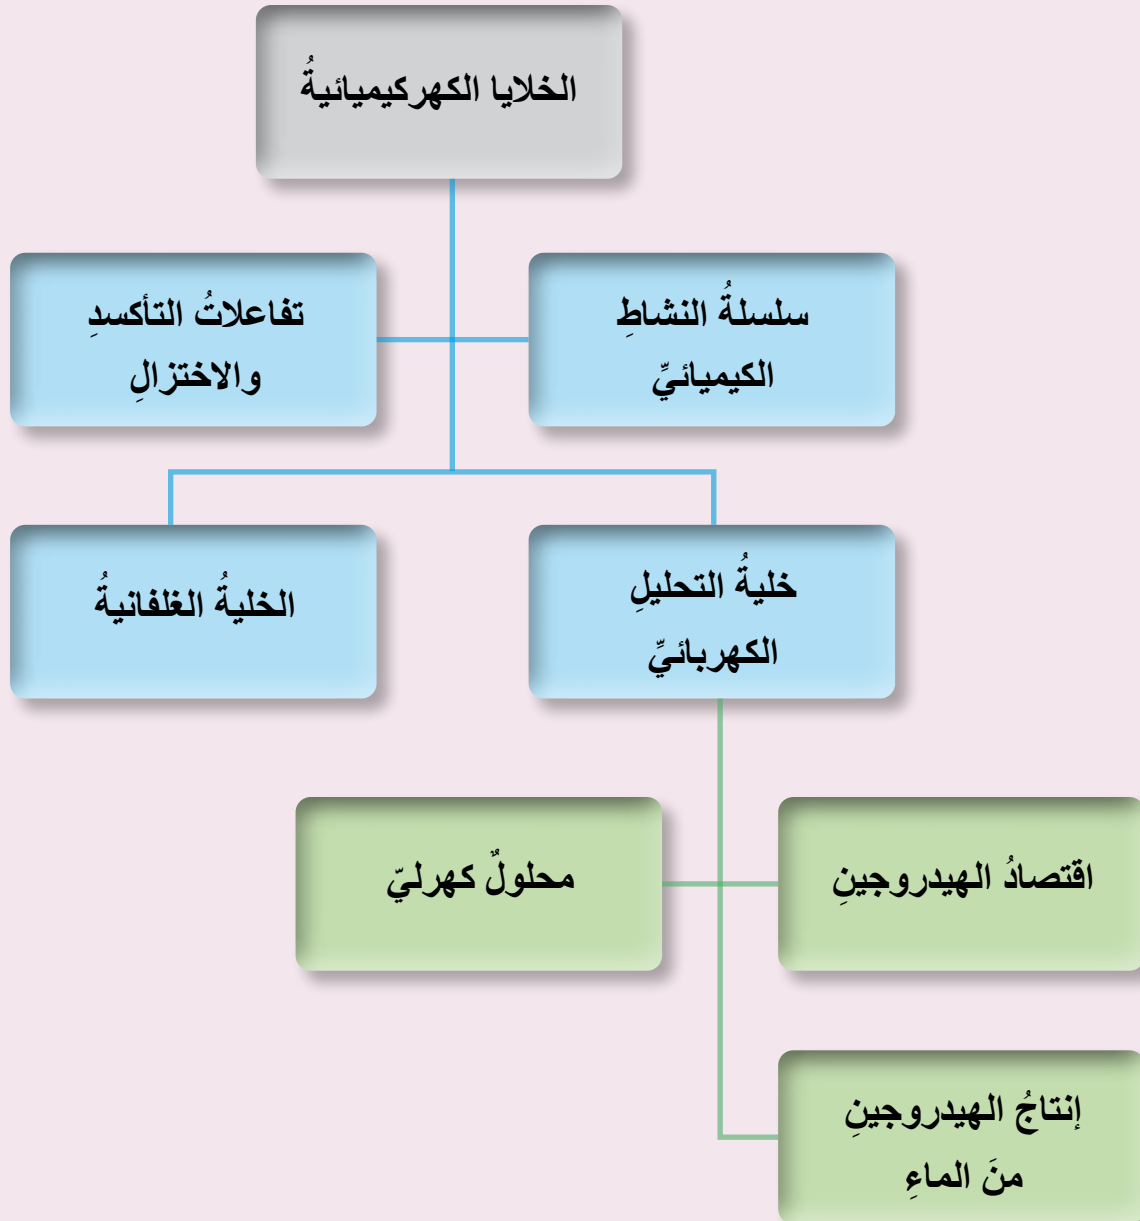 الخلايا الكهركيميائيةُ
سلسلةُ النشاطِ
الكيميائيِّ
تفاعلاتُ التأكسدِ
والاختزالِ
خليةُ التحليلِ
الكهربائيِّ
الخليةُ الغلفانيةُ
اقتصادُ الهيدروجينِ
محلولٌ كهرليّ
إنتاجُ الهيدروجينِ
منَ الماءِ